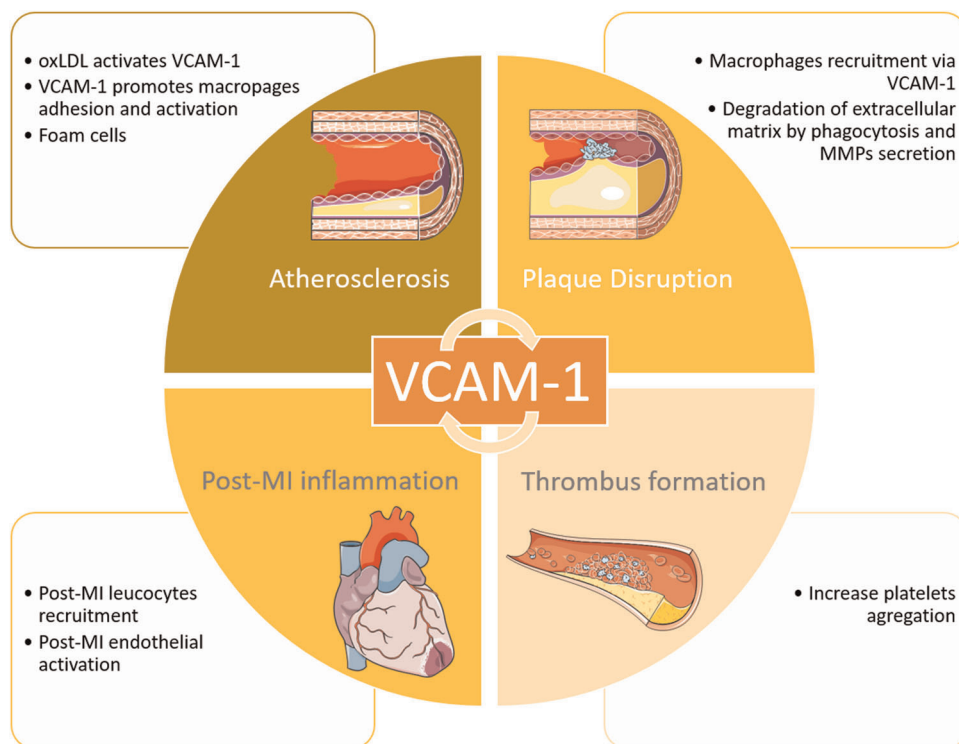 • oxLDL activates VCAM-1
• VCAM-1 promotes macropages
adhesion and activation
• Foam cells
• Macrophages recruitment via
VCAM-1
• Degradation of extracellular
matrix by phagocytosis and
MMPs secretion
Atherosclerosis
Plaque Disruption
VCAM-1
Post-MI inflammation
Thrombus formation
• Post-MI leucocytes
recruitment
• Post-MI endothelial
activation
• Increase platelets
agregation